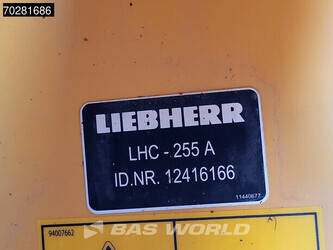 70281686
LIEBHERR
LHC - 255 A
ID.NR. 12416166
11440677
94007662
BAS WORLD